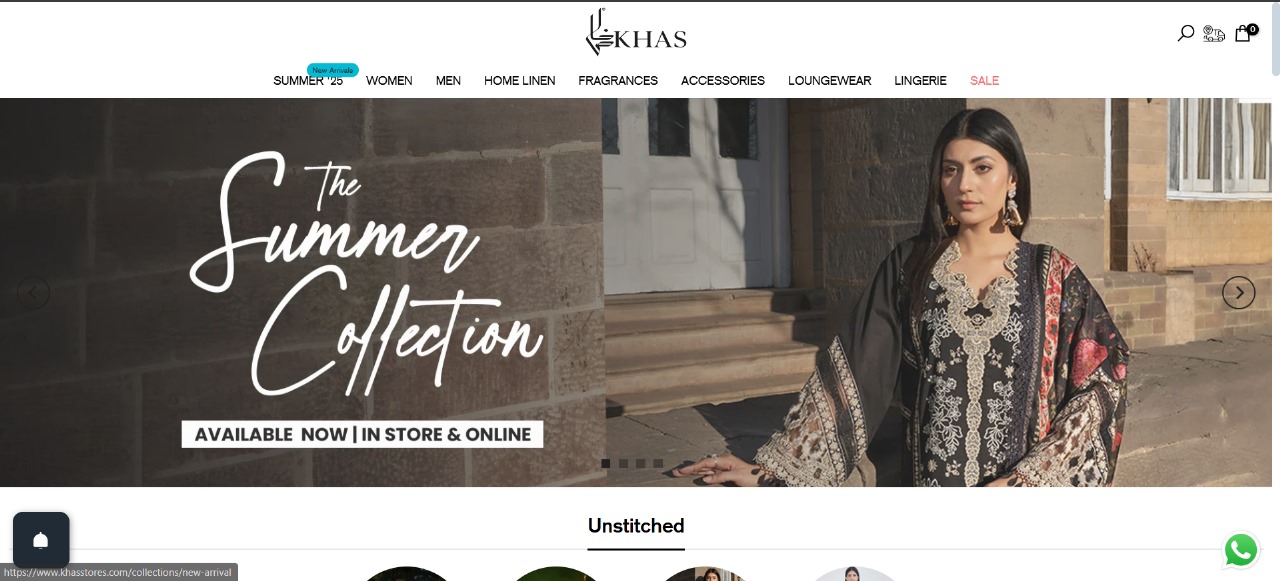 KHAS
0
New Arrivals
SUMMER '25
WOMEN
MEN
HOME LINEN
FRAGRANCES
ACCESSORIES
LOUNGEWEAR
LINGERIE
SALE
The
Summer
Collection
AVAILABLE NOW | IN STORE & ONLINE
Unstitched
https://www.khasstores.com/collections/new-arrival